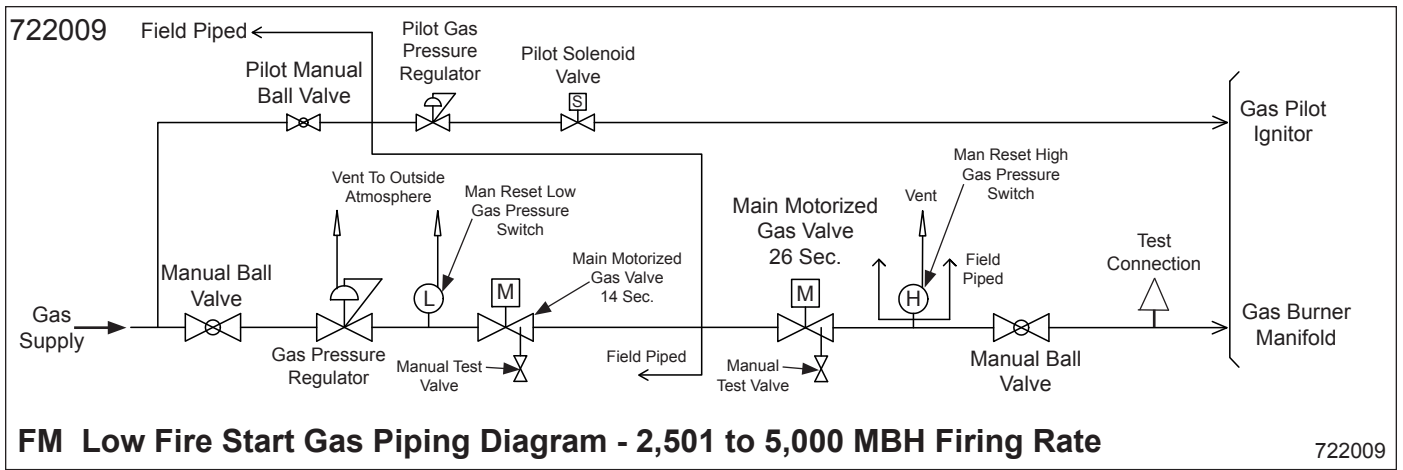 722009
Field Piped
Pilot Gas
Pressure
Regulator
Pilot Solenoid
Valve
Pilot Manual
Ball Valve
S
Gas Pilot
Ignitor
Vent To Outside
Atmosphere
Man Reset Low
Gas Pressure
Switch
Man Reset High
Gas Pressure
Switch
Vent
Main Motorized
Gas Valve
26 Sec.
Main Motorized
Gas Valve
14 Sec.
Field
Piped
Test
Connection
Manual Ball
Valve
L
M
M
H
Gas
Supply
Gas Burner
Manifold
Gas Pressure
Regulator
Manual Test
Valve
Field Piped
Manual
Test Valve
Manual Ball
Valve
FM Low Fire Start Gas Piping Diagram - 2,501 to 5,000 MBH Firing Rate
722009